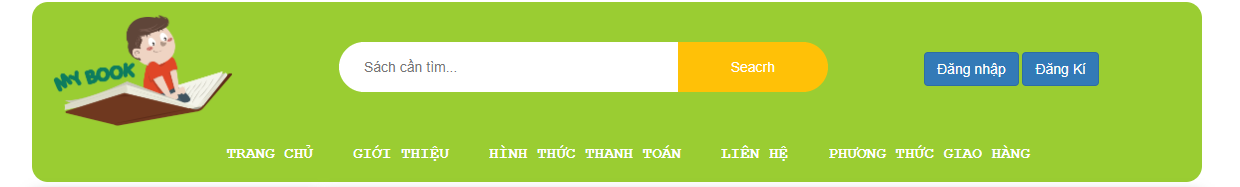 MY BOOK
Sách cần tìm...
Seacrh
Đăng nhập
Đăng Kí
TRANG CHỦ GIỚI THIỆU HÌNH THỨC THANH TOÁN LIÊN HỆ PHƯƠNG THỨC GIAO HÀNG